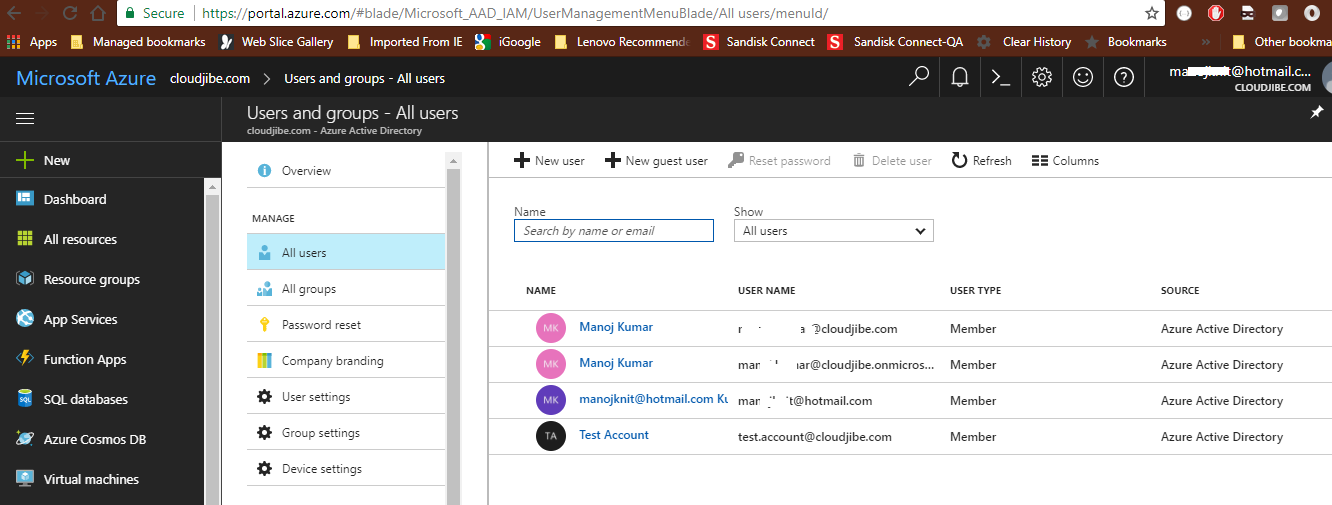 Secure https://portal.azure.com/#blade/Microsoft_AAD_IAM/UserManagementMenuBlade/All users/menuId/
Apps Managed bookmarks Web Slice Gallery Imported From IE iGoogle Lenovo Recommende Sandisk Connect Sandisk Connect-QA Clear History Bookmarks » Other bookma
Microsoft Azure cloudjibe.com > Users and groups - All users
@hotmail.c...
CLOUDJIBE.COM
Users and groups - All users
cloudjibe.com - Azure Active Directory
New
Dashboard
All resources
Resource groups
App Services
Function Apps
SQL databases
Azure Cosmos DB
Virtual machines
Overview
MANAGE
All users
All groups
Password reset
Company branding
User settings
Group settings
Device settings
New user New guest user Reset password Delete user Refresh Columns
Name Show
Search by name or email All users
NAME USER NAME USER TYPE SOURCE
MK Manoj Kumar @cloudjibe.com Member Azure Active Directory
MK Manoj Kumar @cloudjibe.onmicros... Member Azure Active Directory
MK manojknit@hotmail.com Ku @hotmail.com Member Azure Active Directory
TA Test Account test.account@cloudjibe.com Member Azure Active Directory